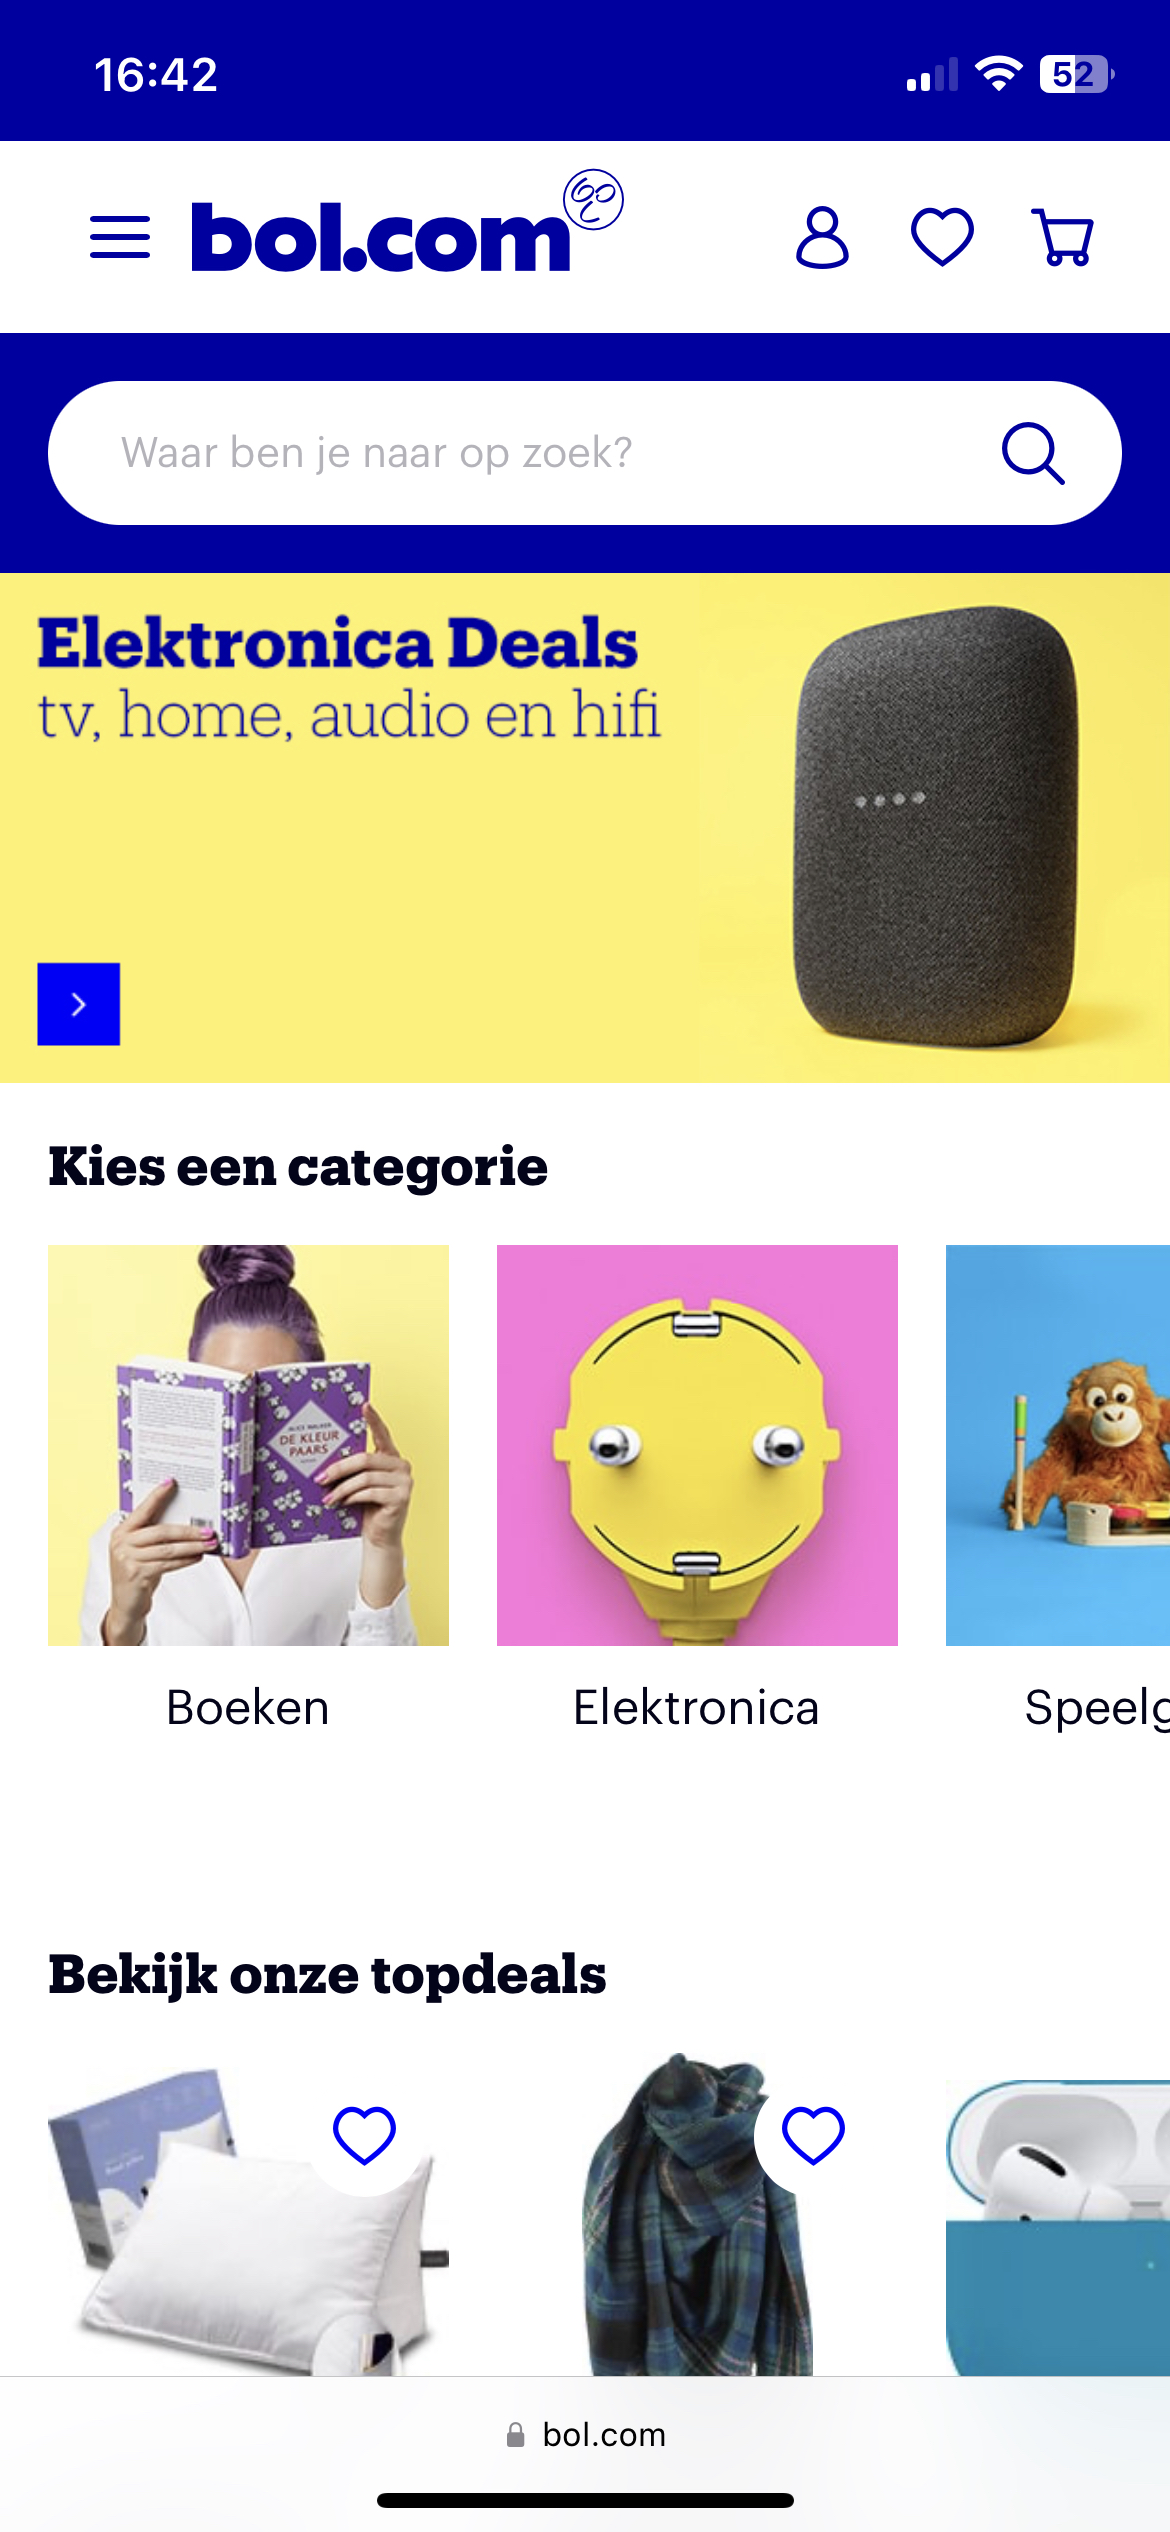 16:42
52
bol.com
Waar ben je naar op zoek?
Elektronica Deals
tv, home, audio en hifi
Kies een categorie
ALICE WALKER
DE KLEUR
PAARS
Boeken
Elektronica
Speelg
Bekijk onze topdeals
bol.com